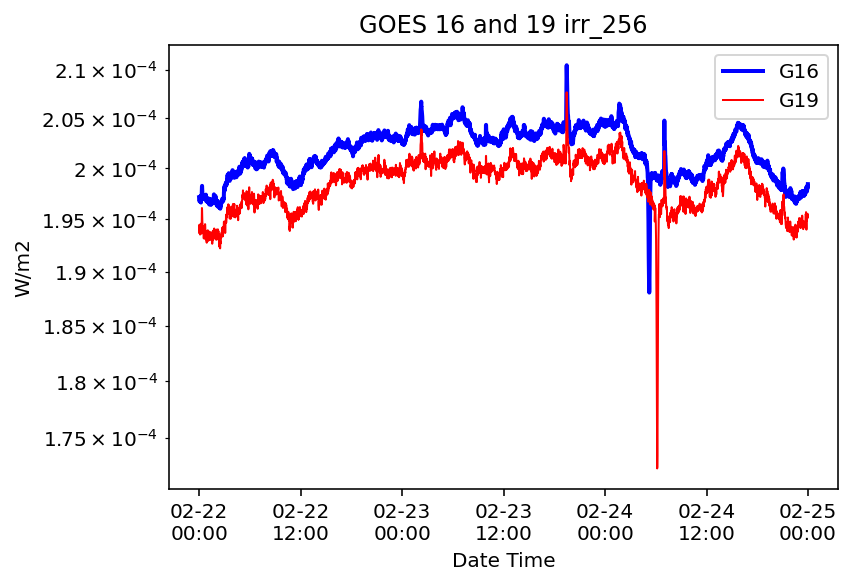 GOES 16 and 19 irr_256
G16
G19
2.1 × 10⁻⁴
2.05 × 10⁻⁴
2 × 10⁻⁴
1.95 × 10⁻⁴
1.9 × 10⁻⁴
1.85 × 10⁻⁴
1.8 × 10⁻⁴
1.75 × 10⁻⁴
W/m2
02-22 02-22 02-23 02-23 02-24 02-24 02-25
00:00 12:00 00:00 12:00 00:00 12:00 00:00
Date Time